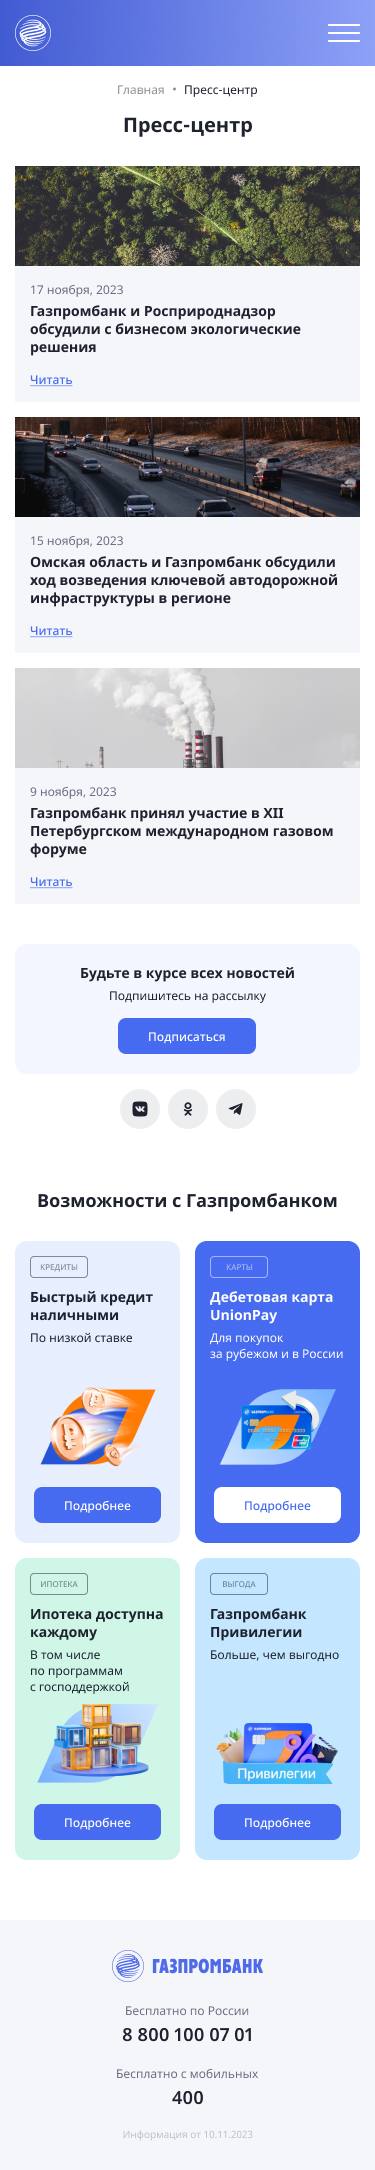 Главная • Пресс-центр
Пресс-центр
17 ноября, 2023
Газпромбанк и Росприроднадзор
обсудили с бизнесом экологические
решения
Читать
15 ноября, 2023
Омская область и Газпромбанк обсудили
ход возведения ключевой автодорожной
инфраструктуры в регионе
Читать
9 ноября, 2023
Газпромбанк принял участие в XII
Петербургском международном газовом
форуме
Читать
Будьте в курсе всех новостей
Подпишитесь на рассылку
Подписаться
Возможности с Газпромбанком
КРЕДИТЫ
Быстрый кредит
наличными
По низкой ставке
Подробнее
КАРТЫ
Дебетовая карта
UnionPay
Для покупок
за рубежом и в России
Подробнее
ИПОТЕКА
Ипотека доступна
каждому
В том числе
по программам
с господдержкой
Подробнее
ВЫГОДА
Газпромбанк
Привилегии
Больше, чем выгодно
Привилегии
Подробнее
ГАЗПРОМБАНК
Бесплатно по России
8 800 100 07 01
Бесплатно с мобильных
400
Информация от 10.11.2023